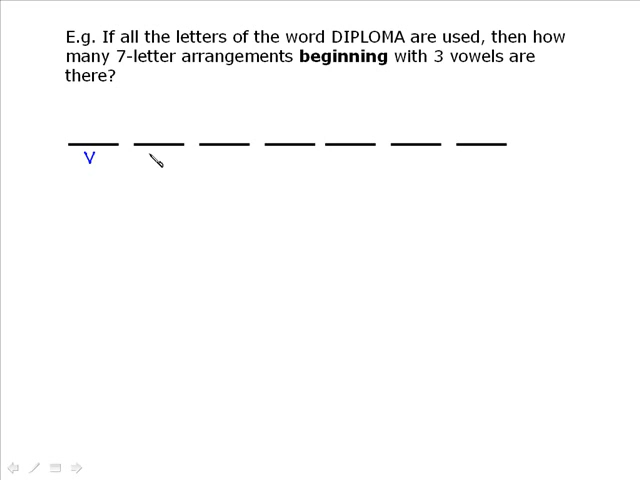 E.g. If all the letters of the word DIPLOMA are used, then how
many 7-letter arrangements beginning with 3 vowels are
there?
V